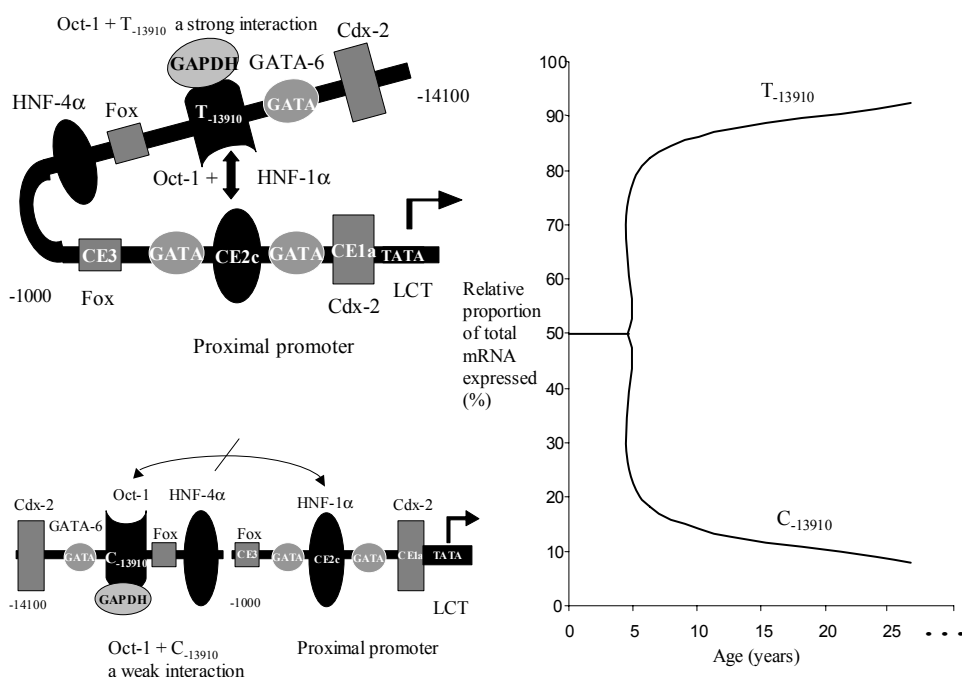 Oct-1 + T-13910 a strong interaction
Cdx-2
GAPDH
GATA-6
HNF-4α
Fox
T-13910
GATA
-14100
Oct-1 +
HNF-1α
CE3
GATA
CE2c
GATA
CE1a
TATA
-1000
Fox
Cdx-2
LCT
Proximal promoter
Oct-1
HNF-4α
HNF-1α
Cdx-2
Cdx-2
GATA-6
Fox
Fox
GATA
C-13910
CE3
GATA
CE2c
GATA
CE1a
TATA
GAPDH
-14100
-1000
LCT
Oct-1 + C-13910
a weak interaction
Proximal promoter
Relative
proportion
of total
mRNA
expressed
(%)
100
90
80
70
60
50
40
30
20
10
0
T-13910
C-13910
0 5 10 15 20 25
Age (years)